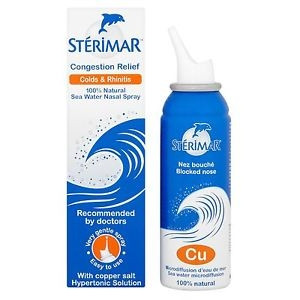 STÉRIMAR
Congestion Relief
Colds & Rhinitis
100% Natural
Sea Water Nasal Spray
Recommended
by doctors
Very gentle spray
Easy to use
With copper salt
Hypertonic Solution
STÉRIMAR
Nez bouché
Blocked nose
Cu
Microdiffusion d'eau de mer
Sea water microdiffusion
100% natural